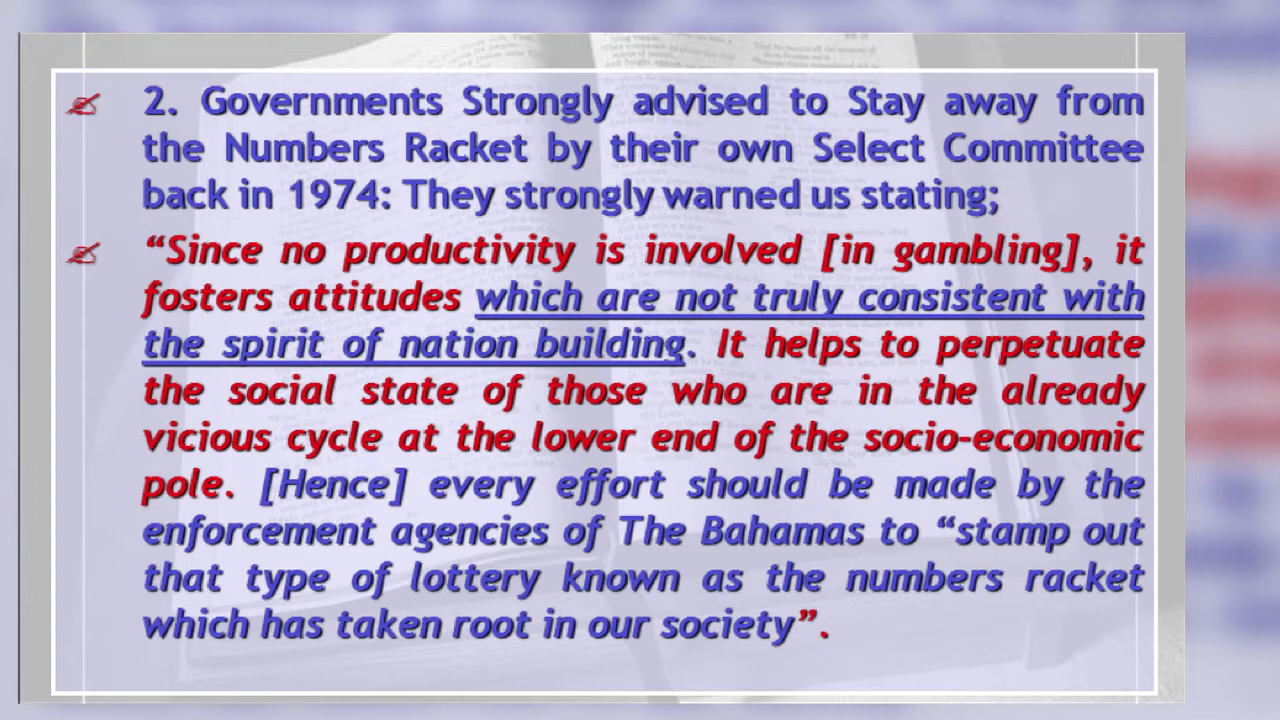 2. Governments Strongly advised to Stay away from
the Numbers Racket by their own Select Committee
back in 1974: They strongly warned us stating;
“Since no productivity is involved [in gambling], it
fosters attitudes which are not truly consistent with
the spirit of nation building. It helps to perpetuate
the social state of those who are in the already
vicious cycle at the lower end of the socio-economic
pole. [Hence] every effort should be made by the
enforcement agencies of The Bahamas to “stamp out
that type of lottery known as the numbers racket
which has taken root in our society”.